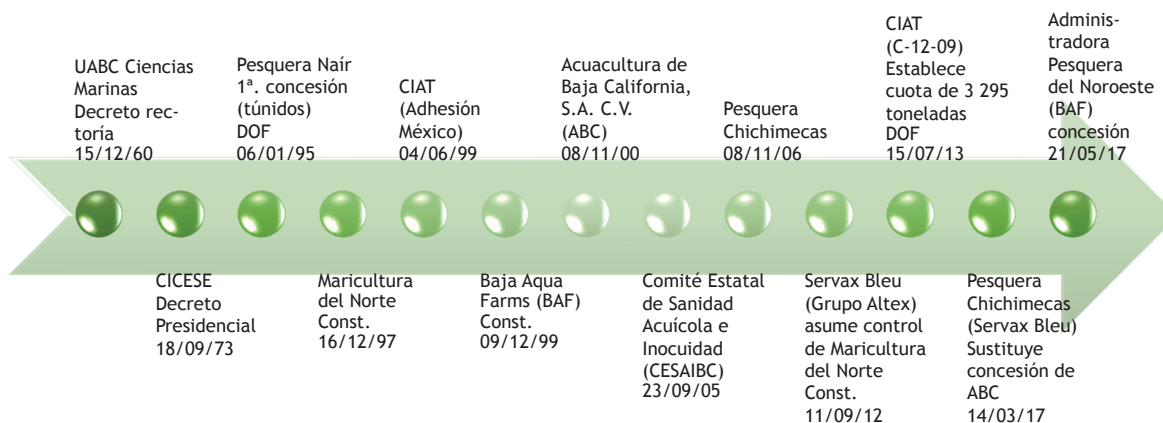 UABC Ciencias
Marinas
Decreto rec-
toría
15/12/60
CICESE
Decreto
Presidencial
18/09/73
Pesquera Naír
1ª. concesión
(túnidos)
DOF
06/01/95
Maricultura
del Norte
Const.
16/12/97
CIAT
(Adhesión
México)
04/06/99
Baja Aqua
Farms (BAF)
Const.
09/12/99
Acuacultura de
Baja California,
S.A. C.V.
(ABC)
08/11/00
Comité Estatal
de Sanidad
Acuícola e
Inocuidad
(CESAIBC)
23/09/05
Pesquera
Chichimecas
08/11/06
Servax Bleu
(Grupo Altex)
asume control
de Maricultura
del Norte
Const.
11/09/12
CIAT
(C-12-09)
Establece
cuota de 3 295
toneladas
DOF
15/07/13
Pesquera
Chichimecas
(Servax Bleu)
Sustituye
concesión de
ABC
14/03/17
Adminis-
tradora
Pesquera
del Noroeste
(BAF)
concesión
21/05/17